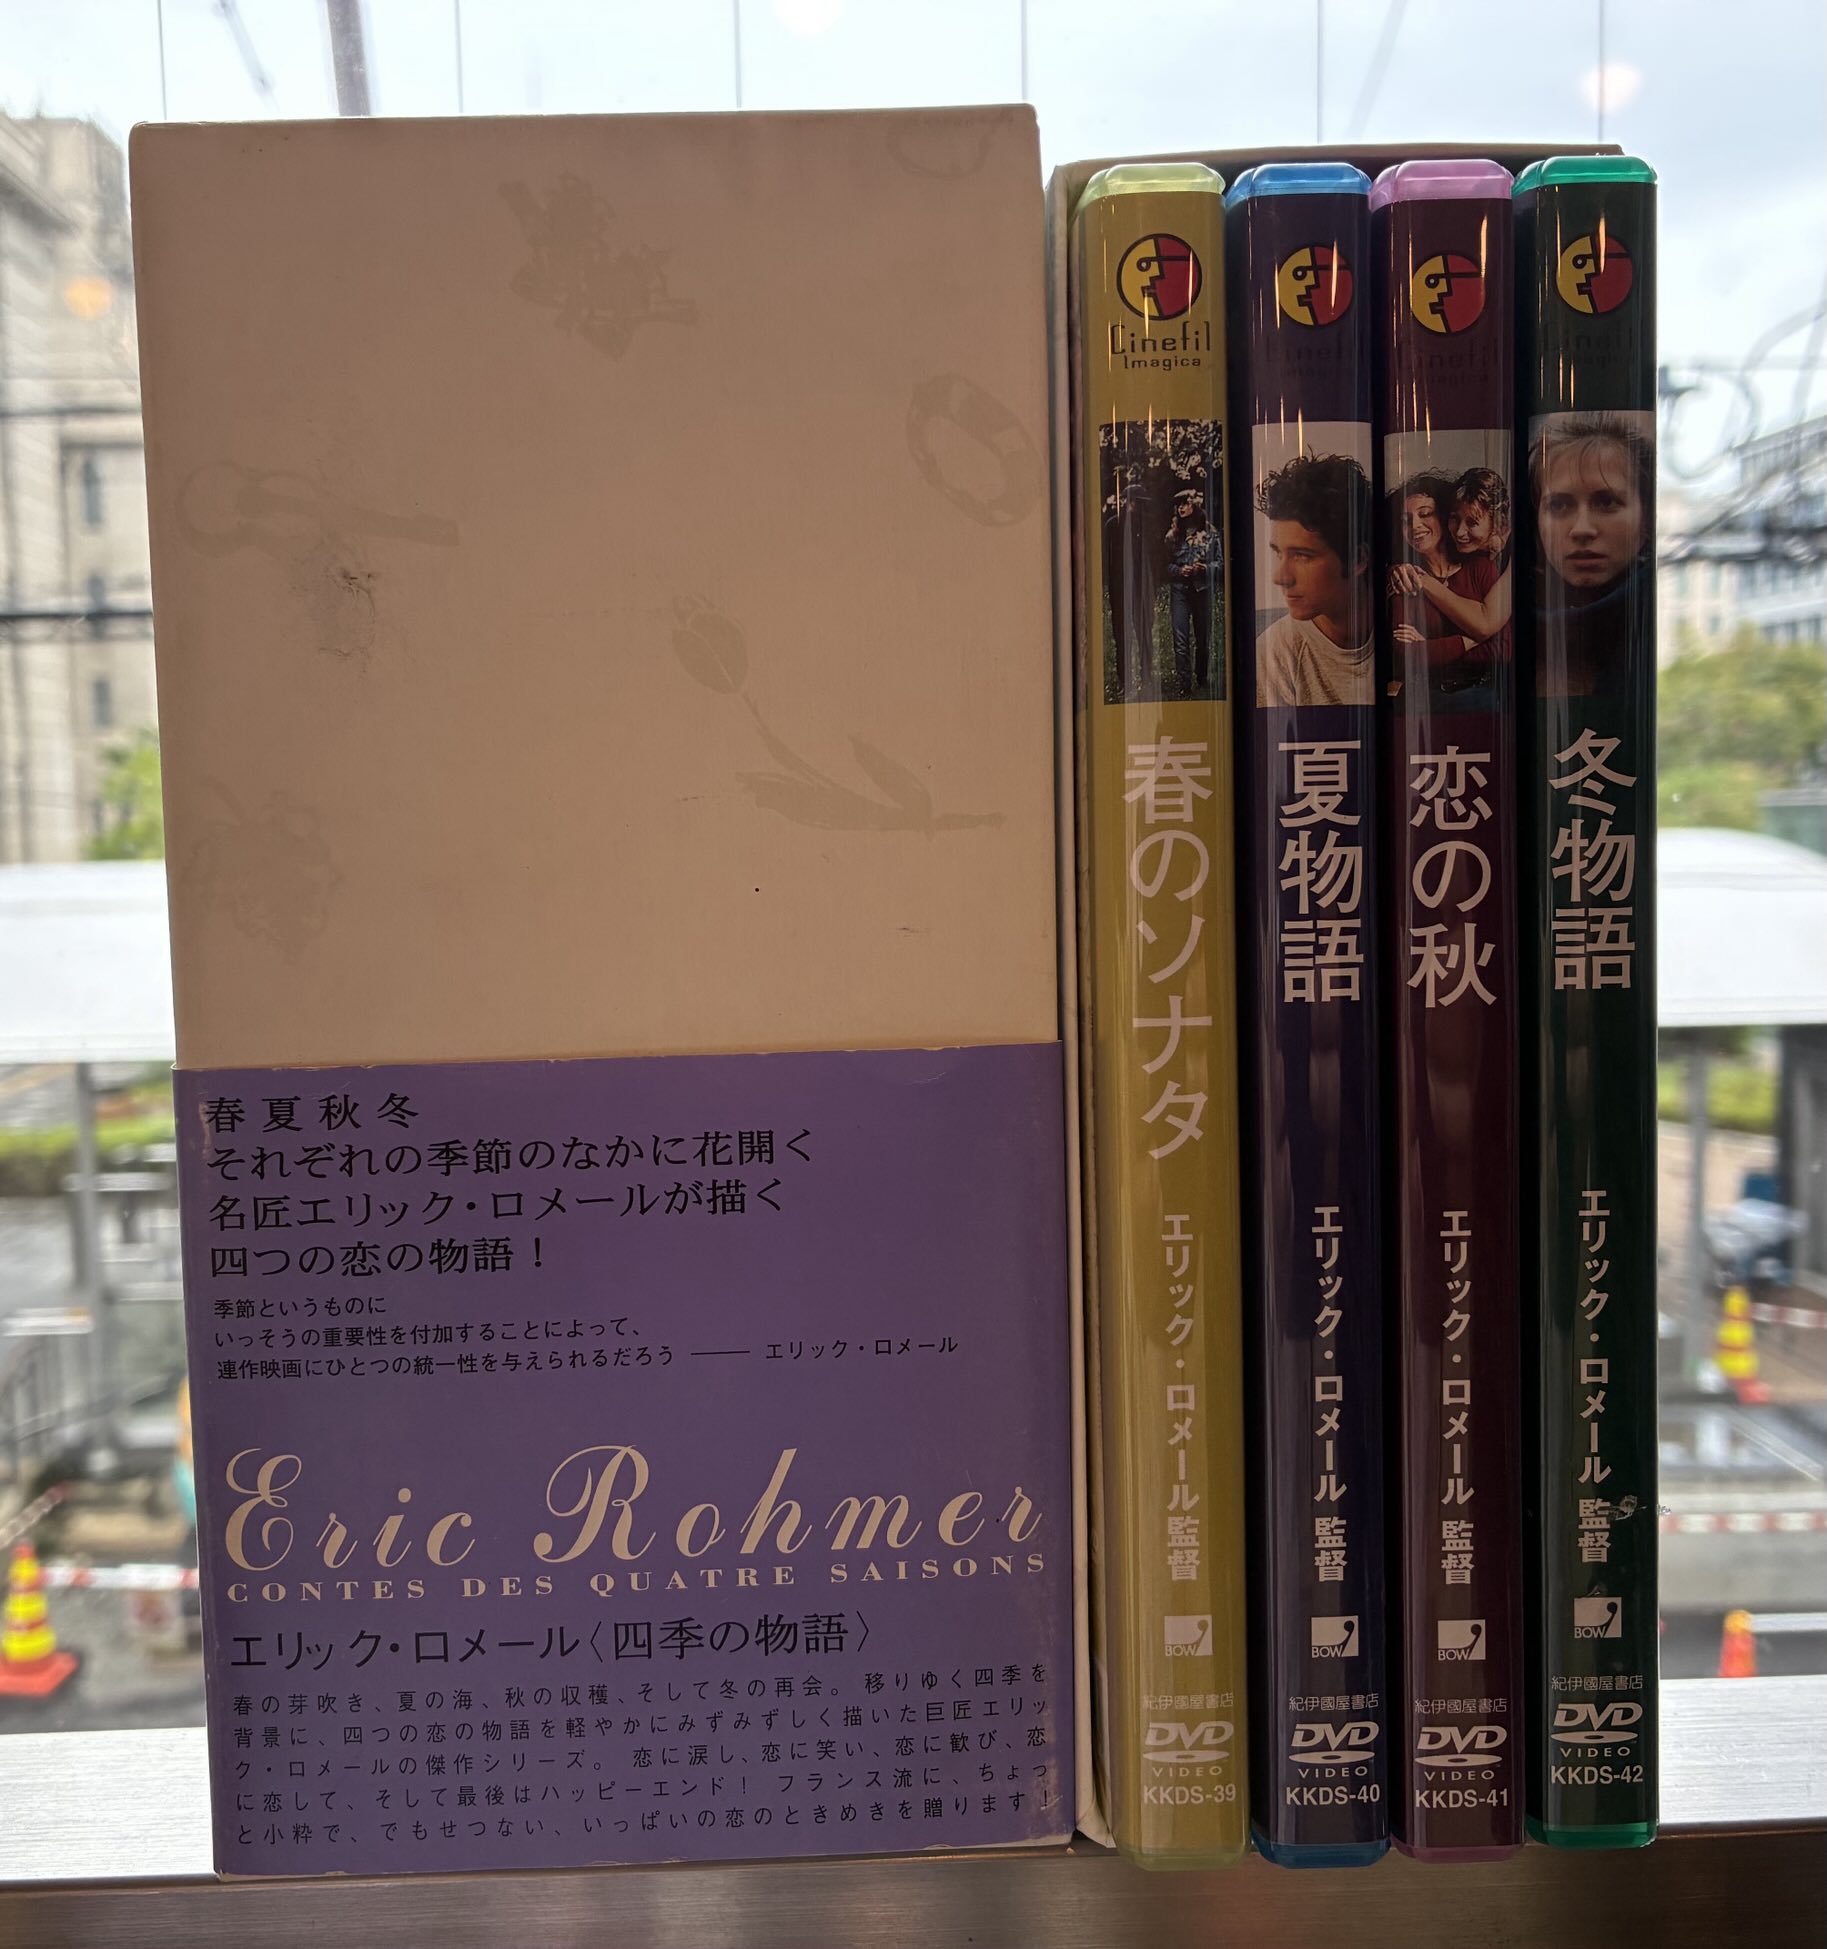 春夏秋冬
それぞれの季節のなかに花開く
名匠エリック・ロメールが描く
四つの恋の物語！
季節というものに
いっそうの重要性を付加することによって、
連作映画にひとつの統一性を与えられるだろう ―― エリック・ロメール
Eric Rohmer
CONTES DES QUATRE SAISONS
エリック・ロメール〈四季の物語〉
春の芽吹き、夏の海、秋の収穫、そして冬の再会。 移りゆく四季を
背景に、四つの恋の物語を軽やかにみずみずしく描いた巨匠エリッ
ク・ロメールの傑作シリーズ。 恋に涙し、恋に笑い、恋に歓び、恋
に恋して、そして最後はハッピーエンド！ フランス流に、ちょっ
と小粋で、でもせつない、いっぱいの恋のときめきを贈ります！
Cinefil
Imagica
春のソナタ
エリック・ロメール 監督
BOW
紀伊國屋書店
DVD
VIDEO
KKDS-39
Cinefil
Imagica
夏物語
エリック・ロメール 監督
BOW
紀伊國屋書店
DVD
VIDEO
KKDS-40
Cinefil
Imagica
恋の秋
エリック・ロメール 監督
BOW
紀伊國屋書店
DVD
VIDEO
KKDS-41
Cinefil
Imagica
冬物語
エリック・ロメール 監督
BOW
紀伊國屋書店
DVD
VIDEO
KKDS-42